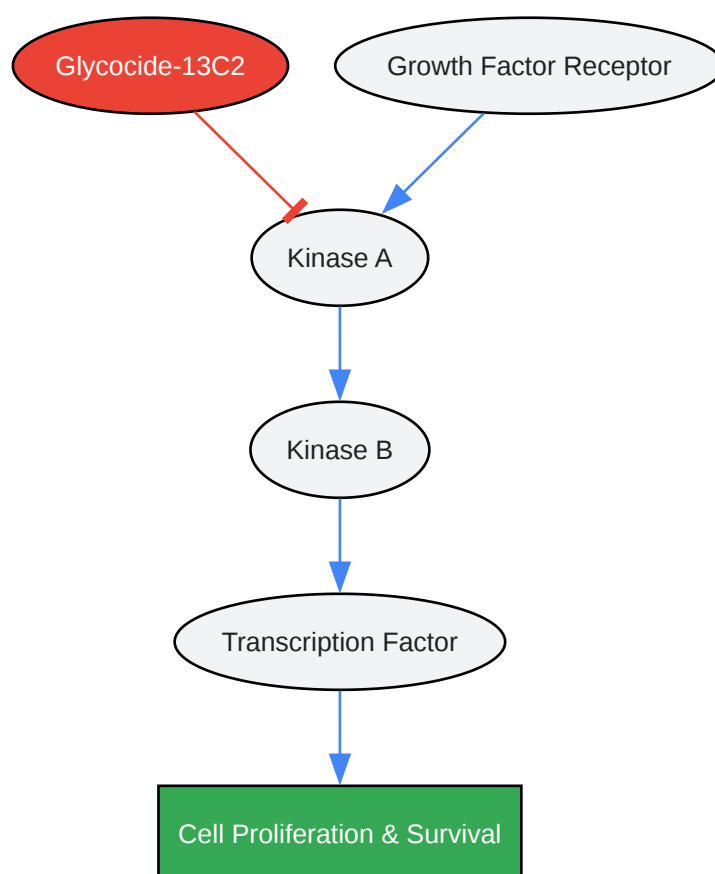 Glycocide-13C2
Growth Factor Receptor
Kinase A
Kinase B
Transcription Factor
Cell Proliferation & Survival